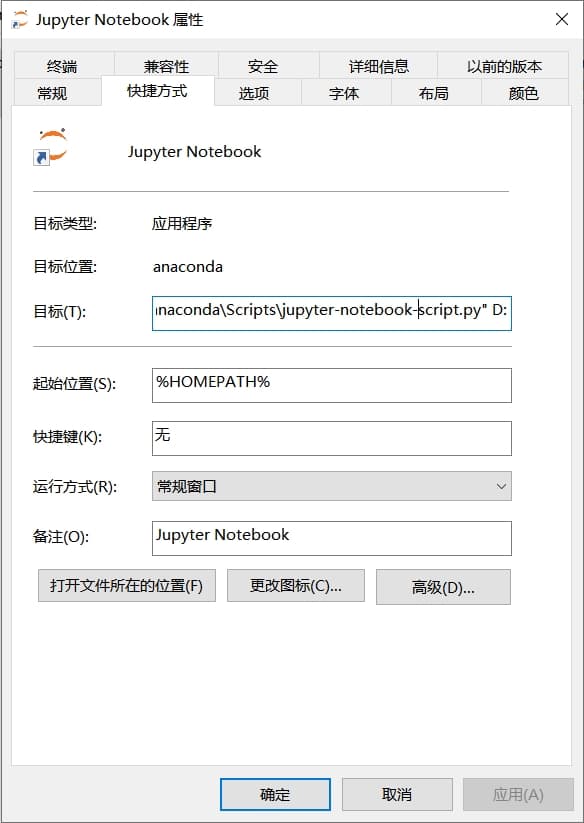 Jupyter Notebook 属性
终端 兼容性 安全 详细信息 以前的版本
常规 快捷方式 选项 字体 布局 颜色
Jupyter Notebook
目标类型: 应用程序
目标位置: anaconda
目标(T): naconda\Scripts\jupyter-notebook-script.py" D:
起始位置(S): %HOMEPATH%
快捷键(K): 无
运行方式(R): 常规窗口
备注(O): Jupyter Notebook
打开文件所在的位置(F) 更改图标(C)... 高级(D)...
确定 取消 应用(A)